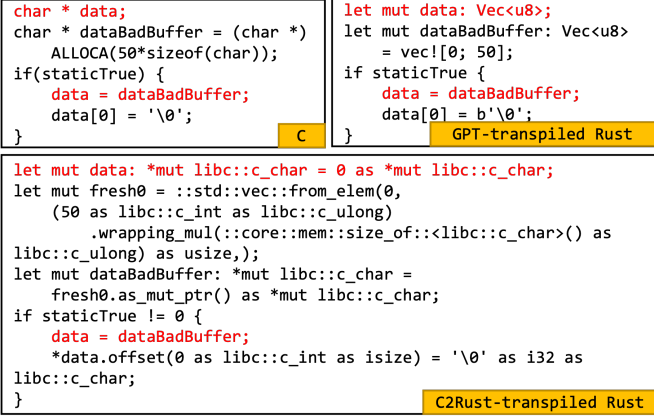 char * data;
char * dataBadBuffer = (char *)
ALLOCA(50*sizeof(char));
if(staticTrue) {
data = dataBadBuffer;
data[0] = '\0';
}
C
let mut data: Vec<u8>;
let mut dataBadBuffer: Vec<u8>
= vec![0; 50];
if staticTrue {
data = dataBadBuffer;
data[0] = b'\0';
}
GPT-transpiled Rust
let mut data: *mut libc::c_char = 0 as *mut libc::c_char;
let mut fresh0 = ::std::vec::from_elem(0,
(50 as libc::c_int as libc::c_ulong)
.wrapping_mul(::core::mem::size_of::<libc::c_char>() as
libc::c_ulong) as usize,);
let mut dataBadBuffer: *mut libc::c_char =
fresh0.as_mut_ptr() as *mut libc::c_char;
if staticTrue != 0 {
data = dataBadBuffer;
*data.offset(0 as libc::c_int as isize) = '\0' as i32 as
libc::c_char;
}
C2Rust-transpiled Rust